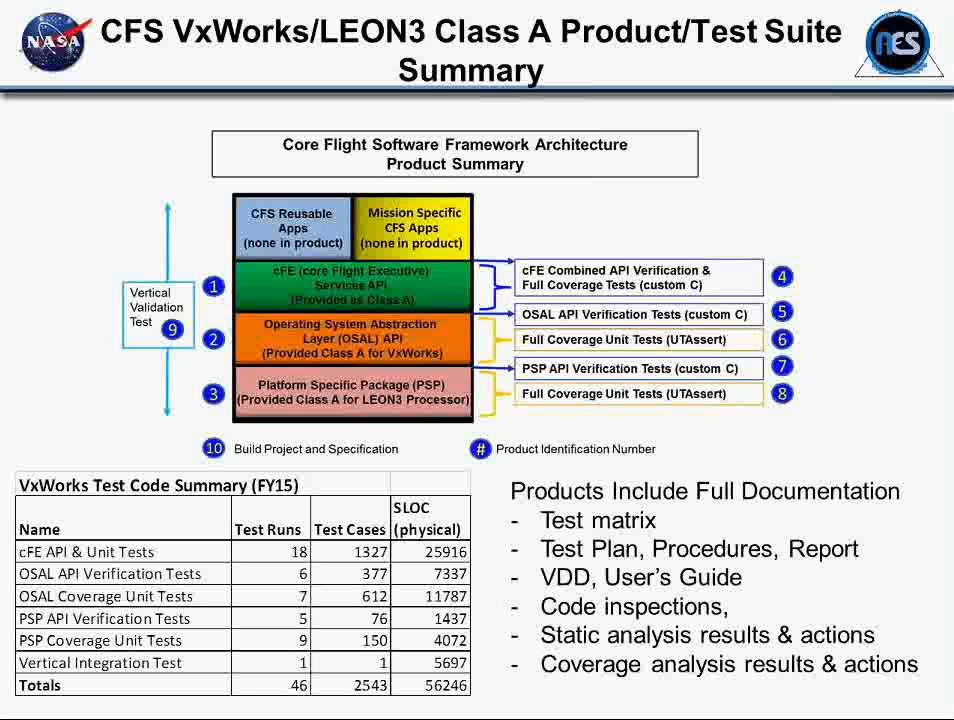 NASA
CFS VxWorks/LEON3 Class A Product/Test Suite
Summary
AES
Core Flight Software Framework Architecture
Product Summary
CFS Reusable
Apps
(none in product)
Mission Specific
CFS Apps
(none in product)
cFE (core Flight Executive)
Services API
(Provided as Class A)
Operating System Abstraction
Layer (OSAL) API
(Provided Class A for VxWorks)
Platform Specific Package (PSP)
(Provided Class A for LEON3 Processor)
Vertical
Validation
Test 9
1
2
3
cFE Combined API Verification &
Full Coverage Tests (custom C)
4
OSAL API Verification Tests (custom C) 5
Full Coverage Unit Tests (UTAssert) 6
PSP API Verification Tests (custom C) 7
Full Coverage Unit Tests (UTAssert) 8
10 Build Project and Specification
# Product Identification Number
VxWorks Test Code Summary (FY15)
Name Test Runs Test Cases SLOC (physical)
cFE API & Unit Tests 18 1327 25916
OSAL API Verification Tests 6 377 7337
OSAL Coverage Unit Tests 7 612 11787
PSP API Verification Tests 5 76 1437
PSP Coverage Unit Tests 9 150 4072
Vertical Integration Test 1 1 5697
Totals 46 2543 56246
Products Include Full Documentation
- Test matrix
- Test Plan, Procedures, Report
- VDD, User's Guide
- Code inspections,
- Static analysis results & actions
- Coverage analysis results & actions